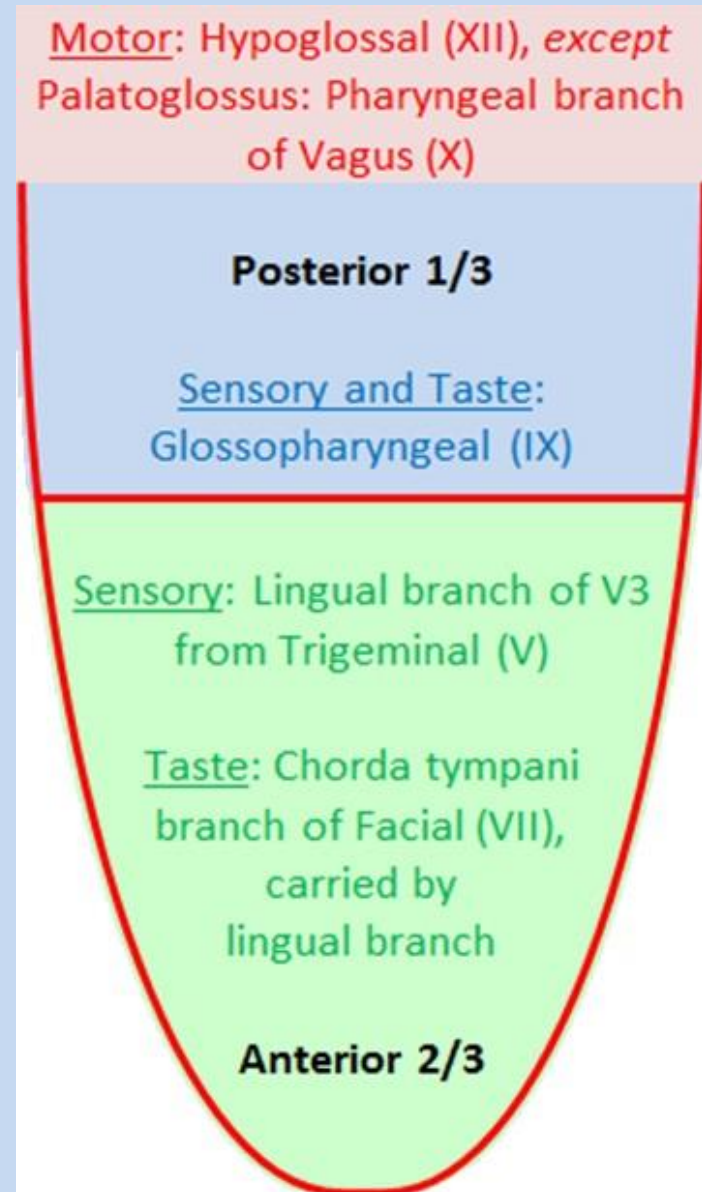 Motor: Hypoglossal (XII), except
Palatoglossus: Pharyngeal branch
of Vagus (X)
Posterior 1/3
Sensory and Taste:
Glossopharyngeal (IX)
Sensory: Lingual branch of V3
from Trigeminal (V)
Taste: Chorda tympani
branch of Facial (VII),
carried by
lingual branch
Anterior 2/3